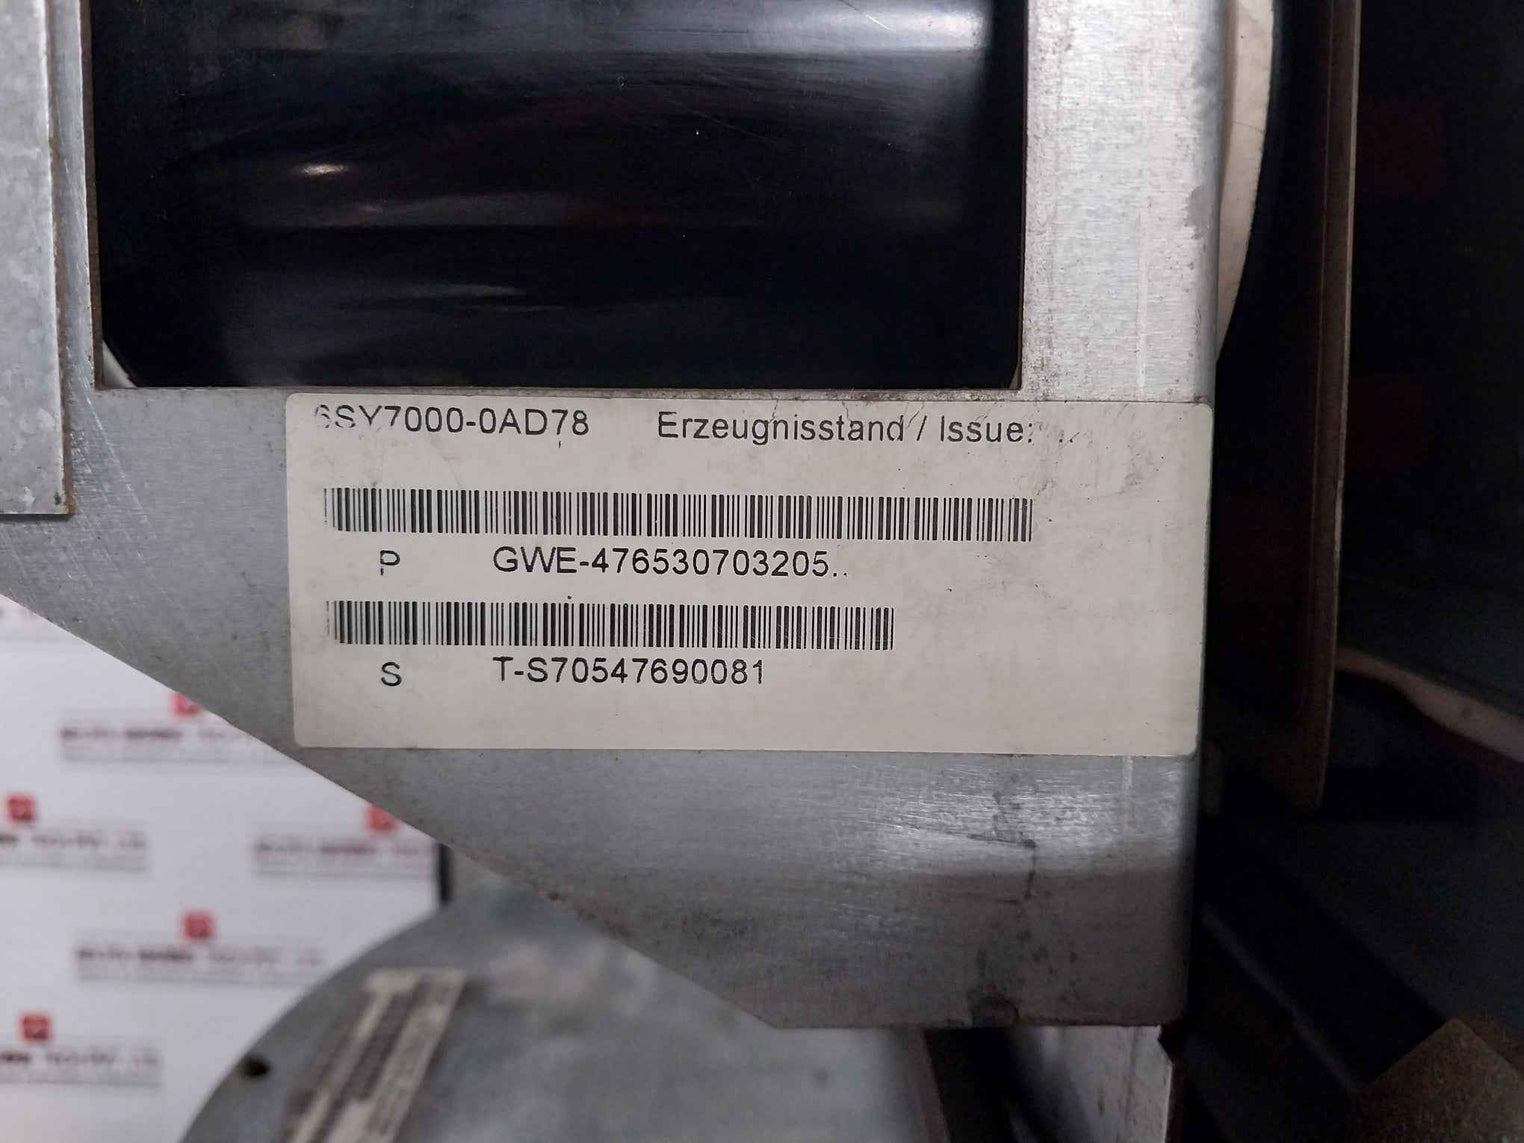 6SY7000-0AD78 Erzeugnisstand / Issue:
P GWE-476530703205..
S T-S70547690081